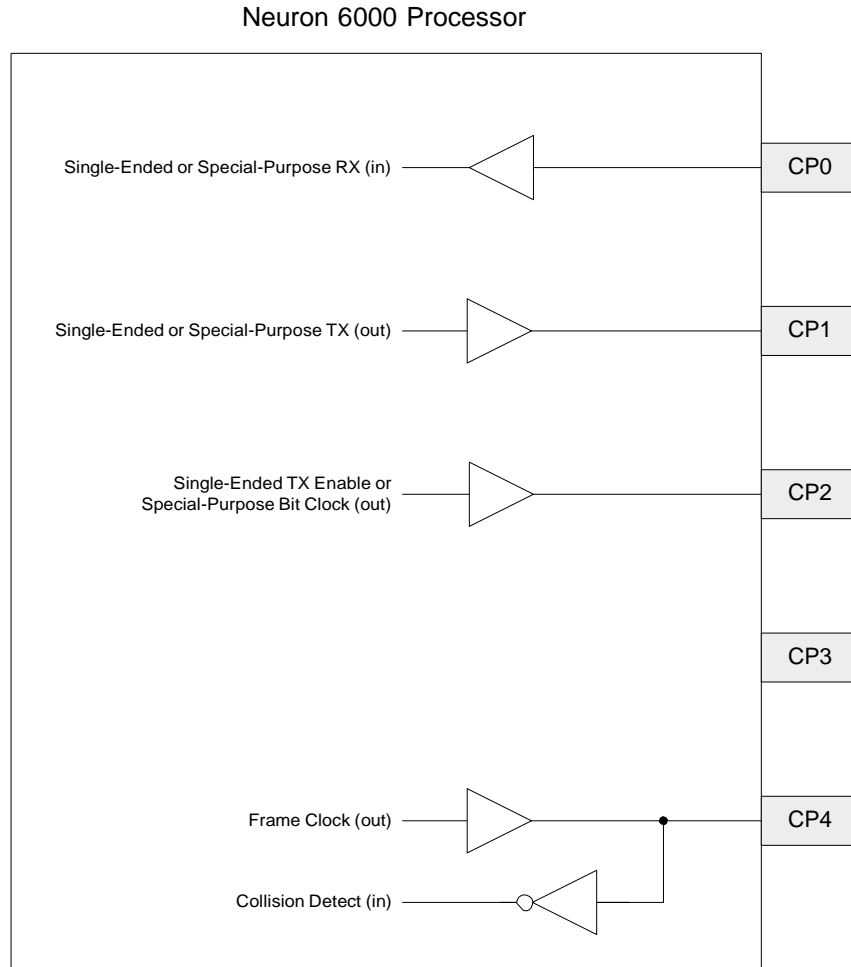 Neuron 6000 Processor
Single-Ended or Special-Purpose RX (in)
CP0
Single-Ended or Special-Purpose TX (out)
CP1
Single-Ended TX Enable or
Special-Purpose Bit Clock (out)
CP2
CP3
Frame Clock (out)
CP4
Collision Detect (in)